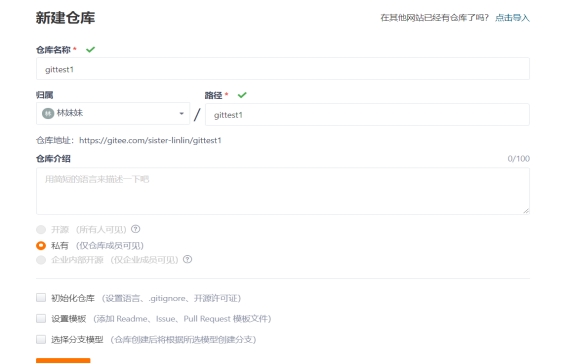 新建仓库
在其他网站已经有仓库了吗？ 点击导入
仓库名称 *
gittest1
归属 路径 *
林 林妹妹 / gittest1
仓库地址：https://gitee.com/sister-linlin/gittest1
仓库介绍 0/100
用简短的语言来描述一下吧
开源 （所有人可见）
私有 （仅仓库成员可见）
企业内部开源 （仅企业成员可见）
初始化仓库 （设置语言、.gitignore、开源许可证）
设置模板 （添加 Readme、Issue、Pull Request 模板文件）
选择分支模型 （仓库创建后将根据所选模型创建分支）